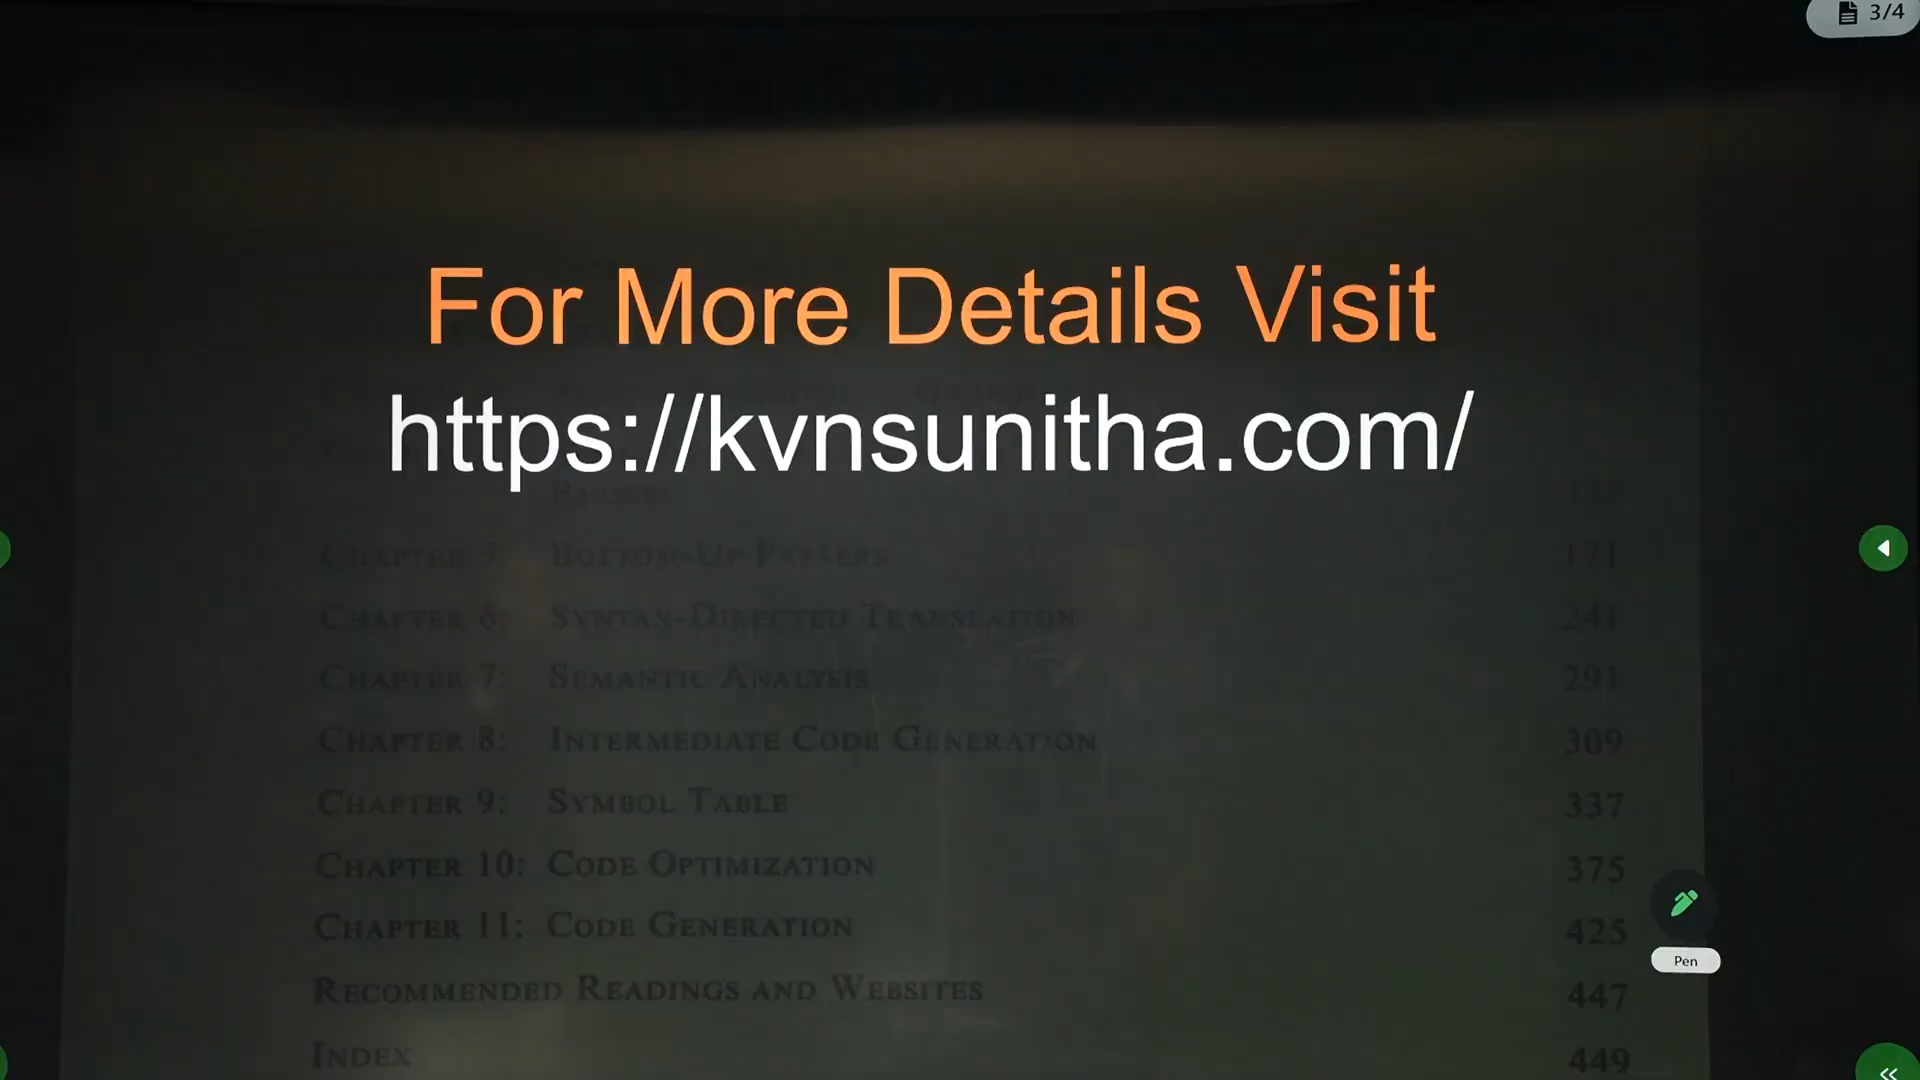 3/4
For More Details Visit
https://kvnsunitha.com/
PARSERS
CHAPTER 5: BOTTOM-UP PARSERS 171
CHAPTER 6: SYNTAX-DIRECTED TRANSLATION 241
CHAPTER 7: SEMANTIC ANALYSIS 291
CHAPTER 8: INTERMEDIATE CODE GENERATION 309
CHAPTER 9: SYMBOL TABLE 337
CHAPTER 10: CODE OPTIMIZATION 375
CHAPTER 11: CODE GENERATION 425
Pen
RECOMMENDED READINGS AND WEBSITES 447
INDEX 449